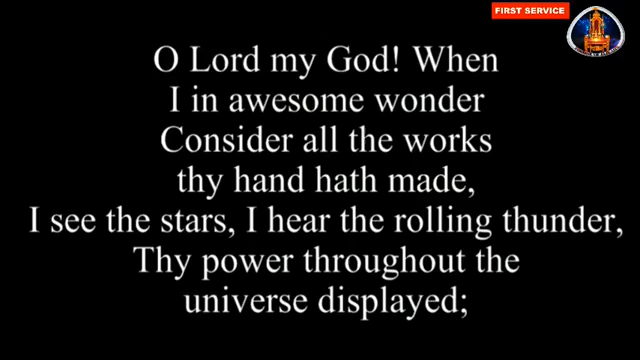 FIRST SERVICE
O Lord my God! When
I in awesome wonder
Consider all the works
thy hand hath made,
I see the stars, I hear the rolling thunder,
Thy power throughout the
universe displayed;